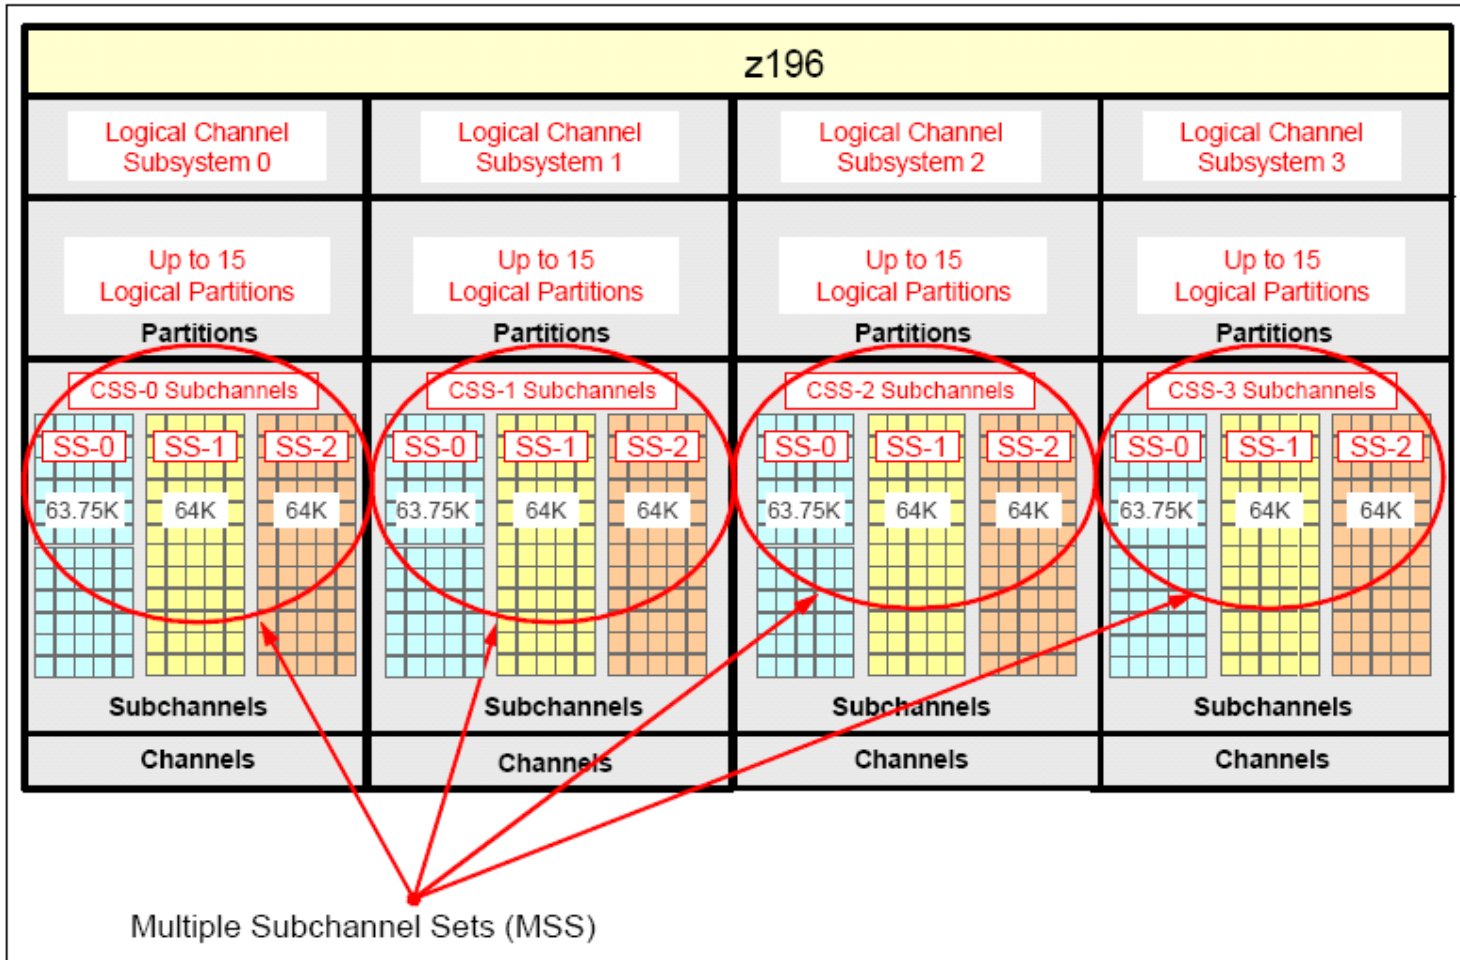 z196
Logical Channel
Subsystem 0
Logical Channel
Subsystem 1
Logical Channel
Subsystem 2
Logical Channel
Subsystem 3
Up to 15
Logical Partitions
Partitions
Up to 15
Logical Partitions
Partitions
Up to 15
Logical Partitions
Partitions
Up to 15
Logical Partitions
Partitions
CSS-0 Subchannels
SS-0 SS-1 SS-2
63.75K 64K 64K
Subchannels
CSS-1 Subchannels
SS-0 SS-1 SS-2
63.75K 64K 64K
Subchannels
CSS-2 Subchannels
SS-0 SS-1 SS-2
63.75K 64K 64K
Subchannels
CSS-3 Subchannels
SS-0 SS-1 SS-2
63.75K 64K 64K
Subchannels
Channels
Channels
Channels
Channels
Multiple Subchannel Sets (MSS)